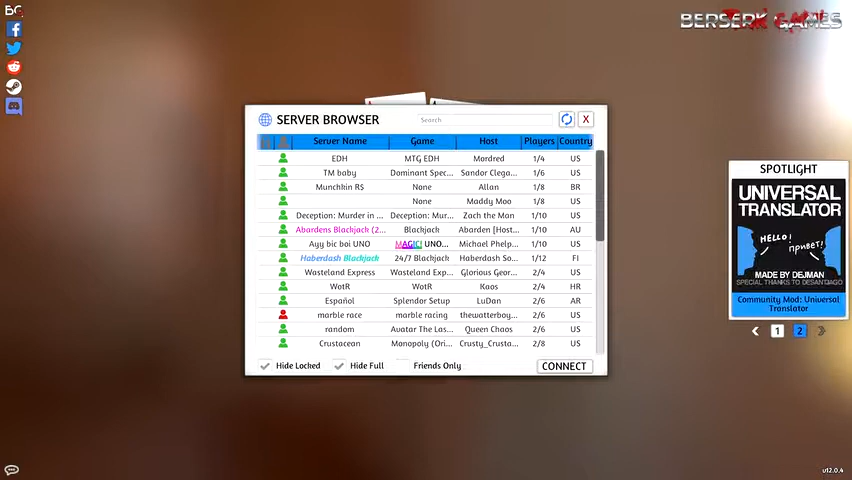 BERSERK GAMES
SERVER BROWSER
Search
X
Server Name Game Host Players Country
EDH MTG EDH Mordred 1/4 US
TM baby Dominant Spec... Sandor Clega... 1/6 US
Munchkin RS None Allan 1/8 BR
None Maddy Moo 1/8 US
Deception: Murder in ... Deception: Mur... Zach the Man 1/10 US
Abardens Blackjack (2... Blackjack Abarden [Host... 1/10 AU
Ayy bic boi UNO MAGIC! UNO... Michael Phelp... 1/10 US
Haberdash Blackjack 24/7 Blackjack Haberdash So... 1/12 FI
Wasteland Express Wasteland Exp... Glorious Geor... 2/4 US
WotR WotR Kaos 2/4 HR
Español Splendor Setup LuDan 2/6 AR
marble race marble racing thewatterboy... 2/6 US
random Avatar The Las... Queen Chaos 2/6 US
Crustacean Monopoly (Ori... Crusty_Crusta... 2/8 US
Hide Locked Hide Full Friends Only CONNECT
SPOTLIGHT
UNIVERSAL
TRANSLATOR
HELLO!
привет!
MADE BY DEJMAN
SPECIAL THANKS TO DESANTIAGO
Community Mod: Universal
Translator
1 2
v12.0.4